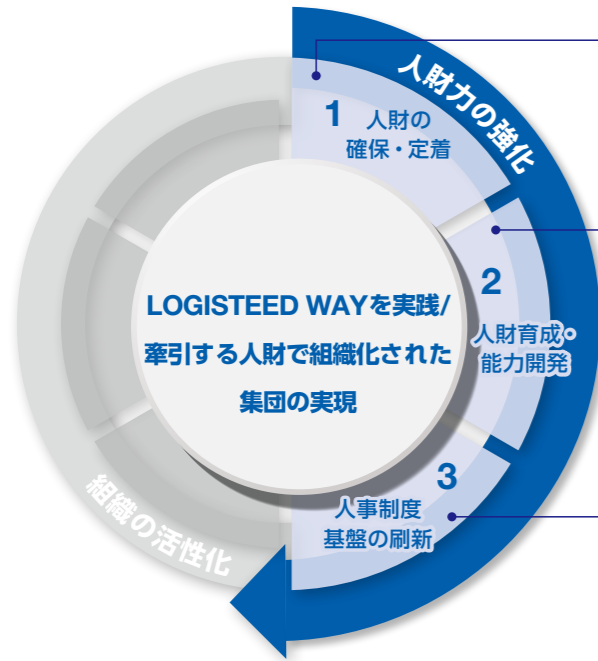 人財力の強化
1 人財の
確保・定着
2
人財育成・
能力開発
3
人事制度
基盤の刷新
LOGISTEED WAYを実践/
牽引する人財で組織化された
集団の実現
組織の活性化